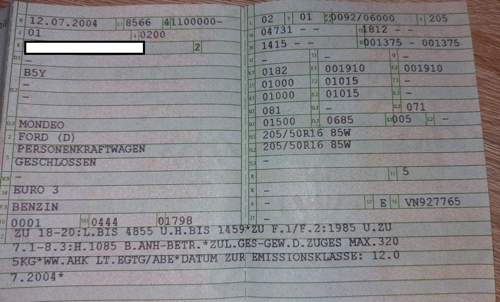 12.07.2004 8566 41100000-
01 0200
Z
-
B5Y
-
-
MONDEO
FORD (D)
PERSONENKRAFTWAGEN
GESCHLOSSEN
-
EURO 3
BENZIN
0001 0444 01798
02 01 0092/06000 205
04731 - - 1812 - -
1415 - - 001375 - 001375
- - -
0182 001910 001910
01000 01015 -
01000 01015 -
081 - 071
01500 0685 005 -
205/50R16 85W
205/50R16 85W
-
- 5
-
- E VN927765
-
ZU 18-20:L.BIS 4855 U.H.BIS 1459*ZU F.1/F.2:1985 U.ZU
7.1-8.3:H.1085 B.ANH-BETR.*ZUL.GES-GEW.D.ZUGES MAX.320
5KG*WW.AHK LT.EGTG/ABE*DATUM ZUR EMISSIONSKLASSE: 12.0
7.2004*